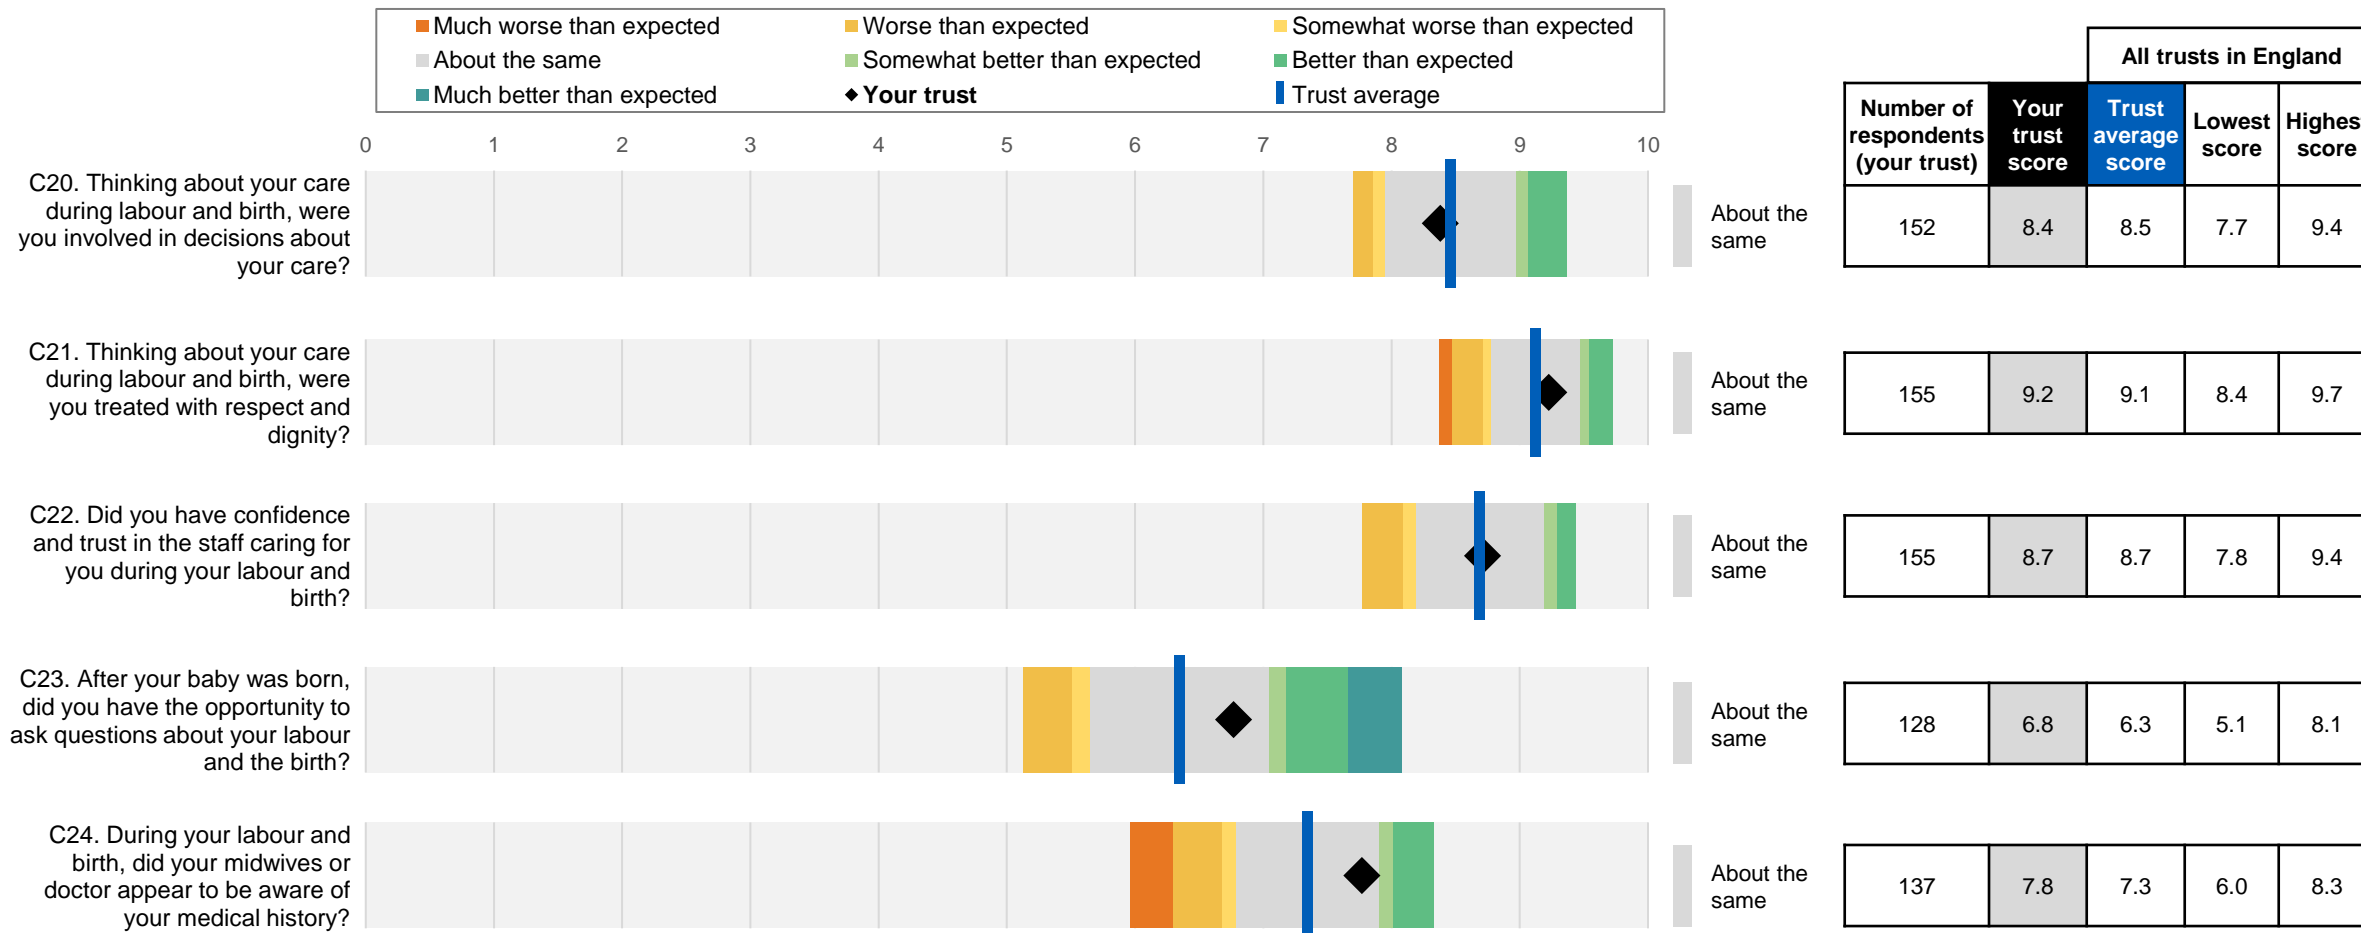 Much worse than expected
Worse than expected
Somewhat worse than expected
About the same
Somewhat better than expected
Better than expected
Much better than expected
Your trust
Trust average
All trusts in England
Number of
respondents
(your trust)
Your
trust
score
Trust
average
score
Lowest
score
Highes
score
0 1 2 3 4 5 6 7 8 9 10
C20. Thinking about your care
during labour and birth, were
you involved in decisions about
your care?
About the
same
152 8.4 8.5 7.7 9.4
C21. Thinking about your care
during labour and birth, were
you treated with respect and
dignity?
About the
same
155 9.2 9.1 8.4 9.7
C22. Did you have confidence
and trust in the staff caring for
you during your labour and
birth?
About the
same
155 8.7 8.7 7.8 9.4
C23. After your baby was born,
did you have the opportunity to
ask questions about your labour
and the birth?
About the
same
128 6.8 6.3 5.1 8.1
C24. During your labour and
birth, did your midwives or
doctor appear to be aware of
your medical history?
About the
same
137 7.8 7.3 6.0 8.3